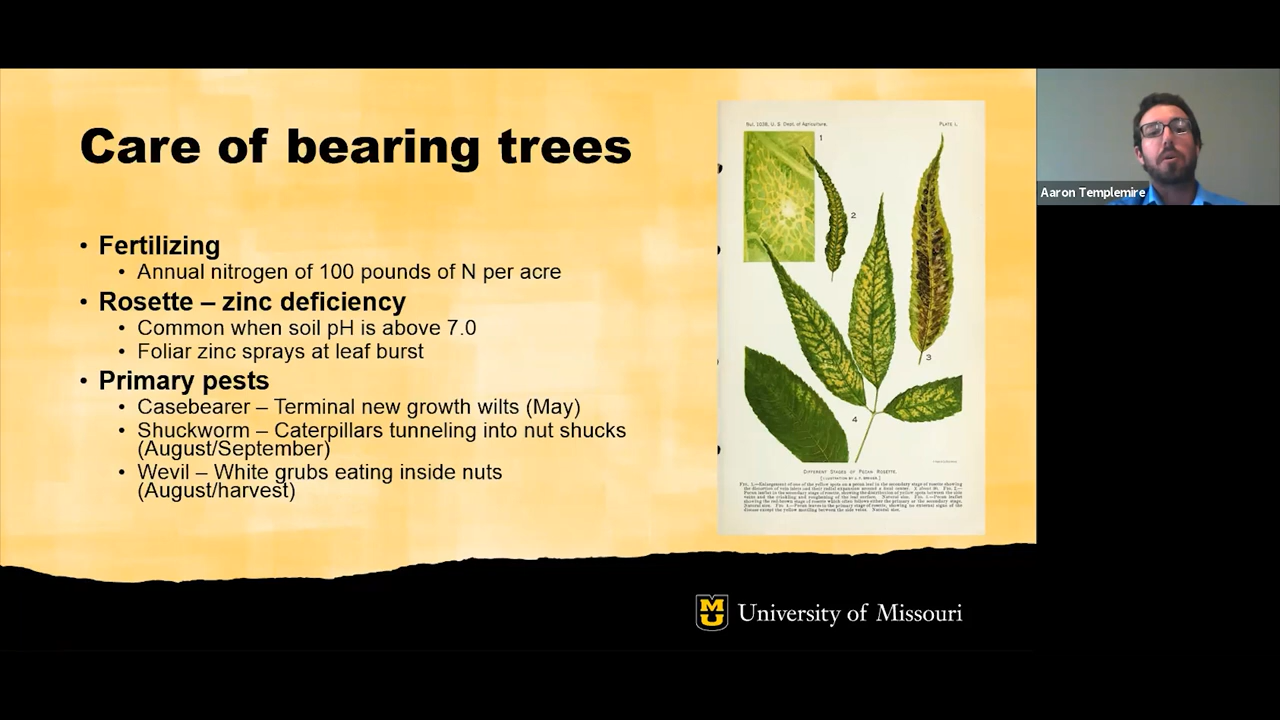 Care of bearing trees
• Fertilizing
• Annual nitrogen of 100 pounds of N per acre
• Rosette – zinc deficiency
• Common when soil pH is above 7.0
• Foliar zinc sprays at leaf burst
• Primary pests
• Casebearer – Terminal new growth wilts (May)
• Shuckworm – Caterpillars tunneling into nut shucks
(August/September)
• Wevil – White grubs eating inside nuts
(August/harvest)
Bul. 1038, U. S. Dept. of Agriculture.
PLATE I.
1
2
3
4
DIFFERENT STAGES OF PECAN ROSETTE.
MU
University of Missouri
Aaron Templemire